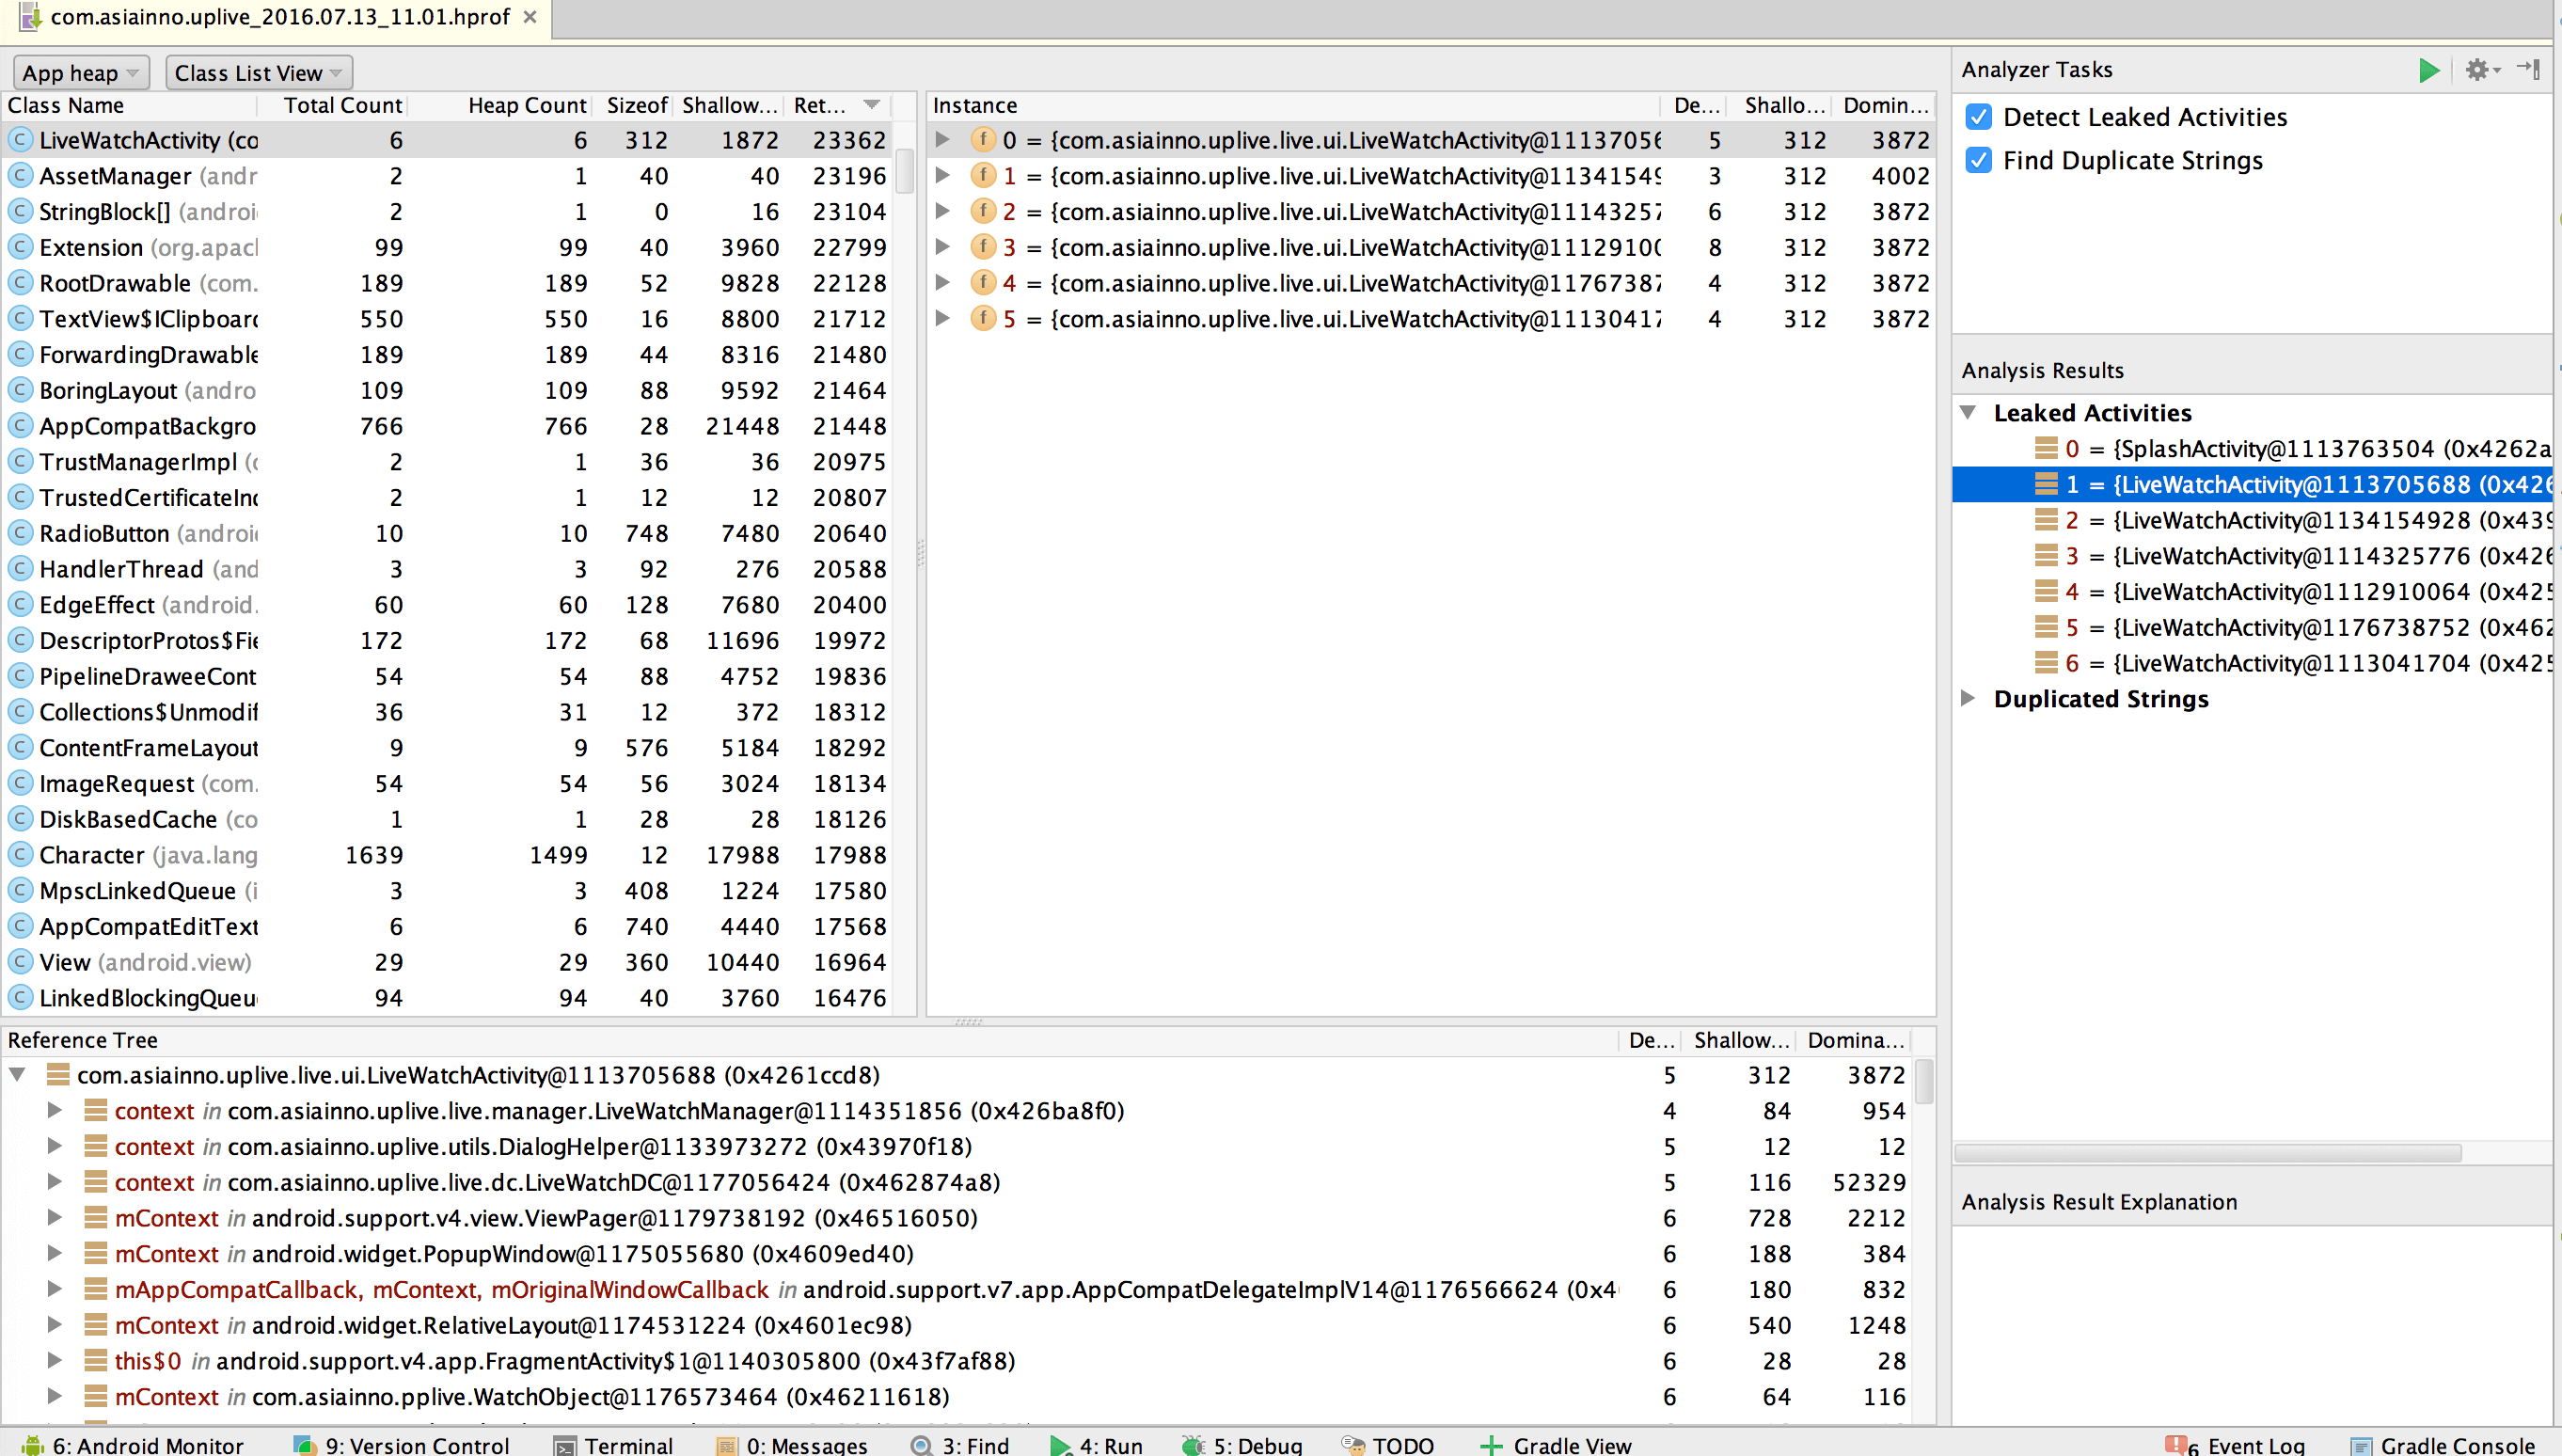 com.asiainno.uplive_2016.07.13_11.01.hprof
App heap Class List View
Class Name Total Count Heap Count Sizeof Shallow... Ret...
LiveWatchActivity (co 6 6 312 1872 23362
AssetManager (andr 2 1 40 40 23196
StringBlock[] (androi 2 1 0 16 23104
Extension (org.apacl 99 99 40 3960 22799
RootDrawable (com. 189 189 52 9828 22128
TextView$IClipboard 550 550 16 8800 21712
ForwardingDrawable 189 189 44 8316 21480
BoringLayout (andro 109 109 88 9592 21464
AppCompatBackgro 766 766 28 21448 21448
TrustManagerImpl (c 2 1 36 36 20975
TrustedCertificateInd 2 1 12 12 20807
RadioButton (android 10 10 748 7480 20640
HandlerThread (and 3 3 92 276 20588
EdgeEffect (android. 60 60 128 7680 20400
DescriptorProtos$Fie 172 172 68 11696 19972
PipelineDraweeCont 54 54 88 4752 19836
Collections$Unmodif 36 31 12 372 18312
ContentFrameLayout 9 9 576 5184 18292
ImageRequest (com. 54 54 56 3024 18134
DiskBasedCache (co 1 1 28 28 18126
Character (java.lang 1639 1499 12 17988 17988
MpscLinkedQueue (i 3 3 408 1224 17580
AppCompatEditText 6 6 740 4440 17568
View (android.view) 29 29 360 10440 16964
LinkedBlockingQueu 94 94 40 3760 16476
Instance De... Shallo... Domin...
0 = {com.asiainno.uplive.live.ui.LiveWatchActivity@11137056 5 312 3872
1 = {com.asiainno.uplive.live.ui.LiveWatchActivity@11341549 3 312 4002
2 = {com.asiainno.uplive.live.ui.LiveWatchActivity@11143257 6 312 3872
3 = {com.asiainno.uplive.live.ui.LiveWatchActivity@11129100 8 312 3872
4 = {com.asiainno.uplive.live.ui.LiveWatchActivity@11767387 4 312 3872
5 = {com.asiainno.uplive.live.ui.LiveWatchActivity@11130417 4 312 3872
Analyzer Tasks
Detect Leaked Activities
Find Duplicate Strings
Analysis Results
Leaked Activities
0 = {SplashActivity@1113763504 (0x4262a
1 = {LiveWatchActivity@1113705688 (0x426
2 = {LiveWatchActivity@1134154928 (0x439
3 = {LiveWatchActivity@1114325776 (0x426
4 = {LiveWatchActivity@1112910064 (0x425
5 = {LiveWatchActivity@1176738752 (0x462
6 = {LiveWatchActivity@1113041704 (0x425
Duplicated Strings
Analysis Result Explanation
Reference Tree De... Shallow... Domina...
com.asiainno.uplive.live.ui.LiveWatchActivity@1113705688 (0x4261ccd8) 5 312 3872
context in com.asiainno.uplive.live.manager.LiveWatchManager@1114351856 (0x426ba8f0) 4 84 954
context in com.asiainno.uplive.utils.DialogHelper@1133973272 (0x43970f18) 5 12 12
context in com.asiainno.uplive.live.dc.LiveWatchDC@1177056424 (0x462874a8) 5 116 52329
mContext in android.support.v4.view.ViewPager@1179738192 (0x46516050) 6 728 2212
mContext in android.widget.PopupWindow@1175055680 (0x4609ed40) 6 188 384
mAppCompatCallback, mContext, mOriginalWindowCallback in android.support.v7.app.AppCompatDelegateImplV14@1176566624 (0x4 6 180 832
mContext in android.widget.RelativeLayout@1174531224 (0x4601ec98) 6 540 1248
this$0 in android.support.v4.app.FragmentActivity$1@1140305800 (0x43f7af88) 6 28 28
mContext in com.asiainno.pplive.WatchObject@1176573464 (0x46211618) 6 64 116
6: Android Monitor 9: Version Control Terminal 0: Messages 3: Find 4: Run 5: Debug TODO Gradle View 6 Event Log Gradle Console